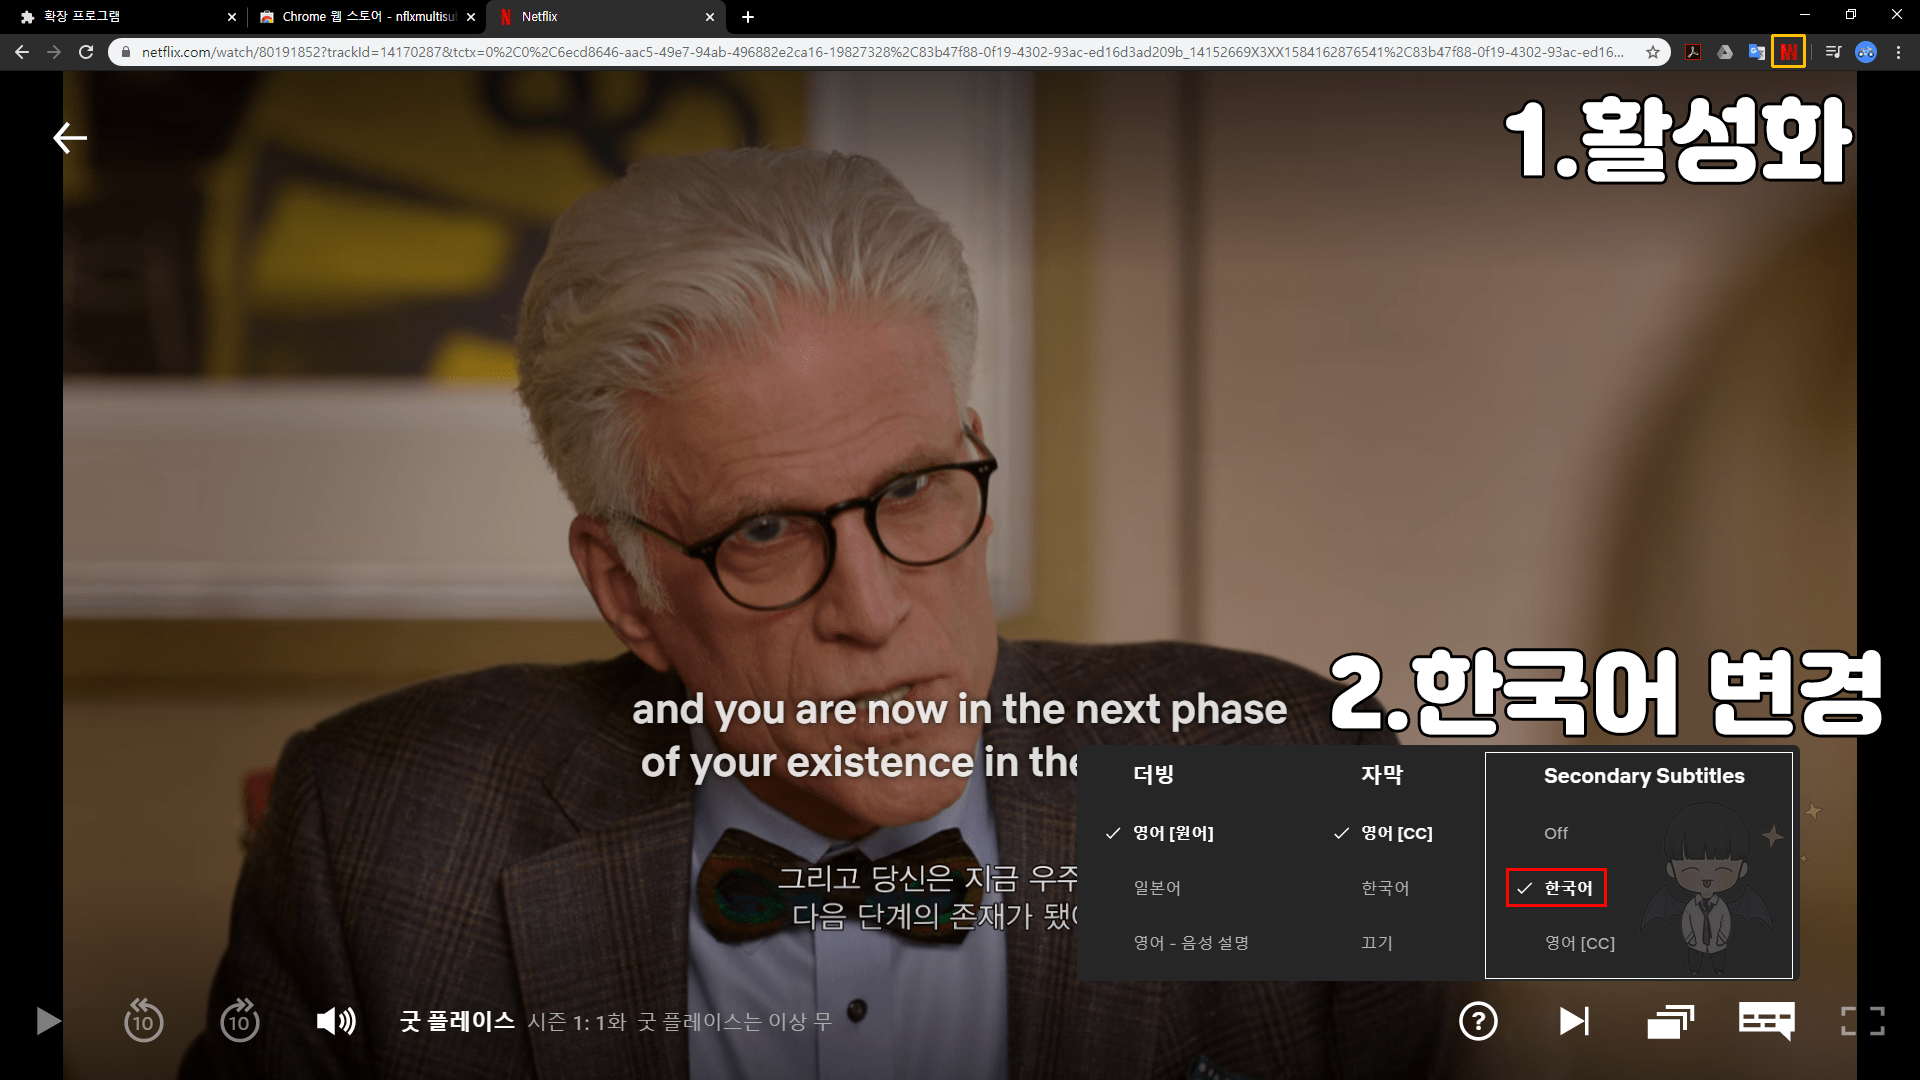 확장 프로그램
Chrome 웹 스토어 - nflxmultisu
Netflix
netflix.com/watch/80191852?trackId=14170287&tctx=0%2C0%2C6ecd8646-aac5-49e7-94ab-496882e2ca16-19827328%2C83b47f88-0f19-4302-93ac-ed16d3ad209b_14152669X3XX1584162876541%2C83b47f88-0f19-4302-93ac-ed16...
1.활성화
2.한국어 변경
and you are now in the next phase
of your existence in the
더빙
영어 [원어]
일본어
영어 - 음성 설명
자막
영어 [CC]
한국어
끄기
Secondary Subtitles
Off
한국어
영어 [CC]
그리고 당신은 지금 우주
다음 단계의 존재가 됐
10
10
굿 플레이스 시즌 1: 1화 굿 플레이스는 이상 무
?